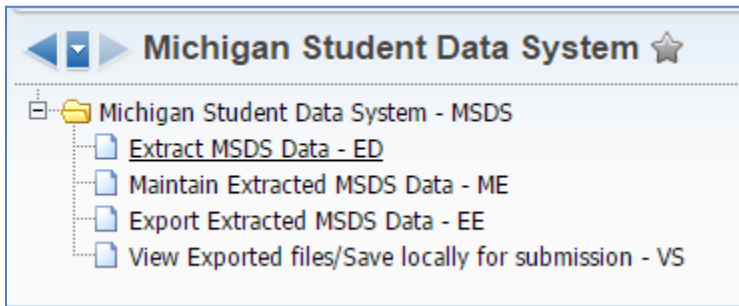 Michigan Student Data System
Michigan Student Data System - MSDS
Extract MSDS Data - ED
Maintain Extracted MSDS Data - ME
Export Extracted MSDS Data - EE
View Exported files/Save locally for submission - VS